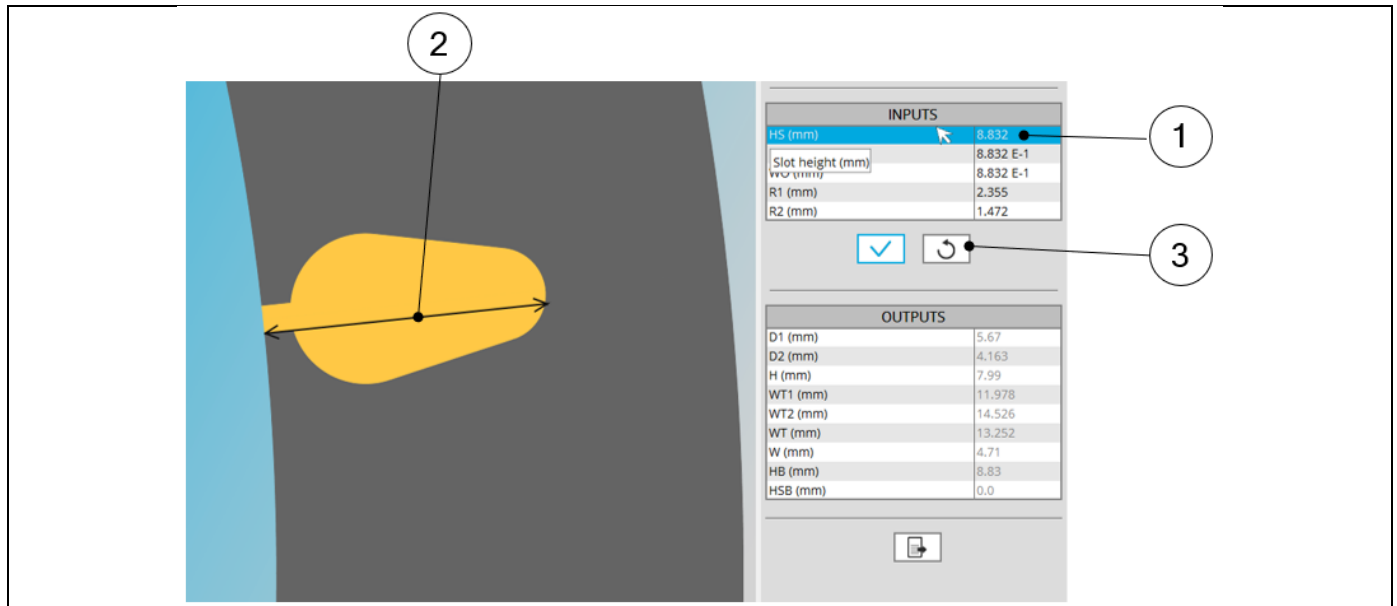 2
1
3
INPUTS
HS (mm) 8.832
Slot height (mm) 8.832 E-1
WO (mm) 8.832 E-1
R1 (mm) 2.355
R2 (mm) 1.472
OUTPUTS
D1 (mm) 5.67
D2 (mm) 4.163
H (mm) 7.99
WT1 (mm) 11.978
WT2 (mm) 14.526
WT (mm) 13.252
W (mm) 4.71
HB (mm) 8.83
HSB (mm) 0.0